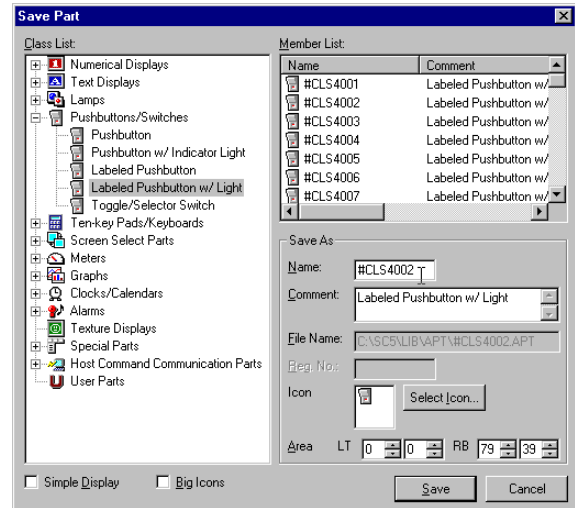 Save Part
Class List:
Numerical Displays
Text Displays
Lamps
Pushbuttons/Switches
Pushbutton
Pushbutton w/ Indicator Light
Labeled Pushbutton
Labeled Pushbutton w/ Light
Toggle/Selector Switch
Ten-key Pads/Keyboards
Screen Select Parts
Meters
Graphs
Clocks/Calendars
Alarms
Texture Displays
Special Parts
Host Command Communication Parts
User Parts
Simple Display
Big Icons
Member List:
Name Comment
#CLS4001 Labeled Pushbutton w/
#CLS4002 Labeled Pushbutton w/
#CLS4003 Labeled Pushbutton w/
#CLS4004 Labeled Pushbutton w/
#CLS4005 Labeled Pushbutton w/
#CLS4006 Labeled Pushbutton w/
#CLS4007 Labeled Pushbutton w/
Save As
Name: #CLS4002
Comment: Labeled Pushbutton w/ Light
File Name: C:\SC5\LIB\APT\#CLS4002.APT
Reg. No.:
Icon Select Icon...
Area LT 0 0 RB 79 39
Save Cancel